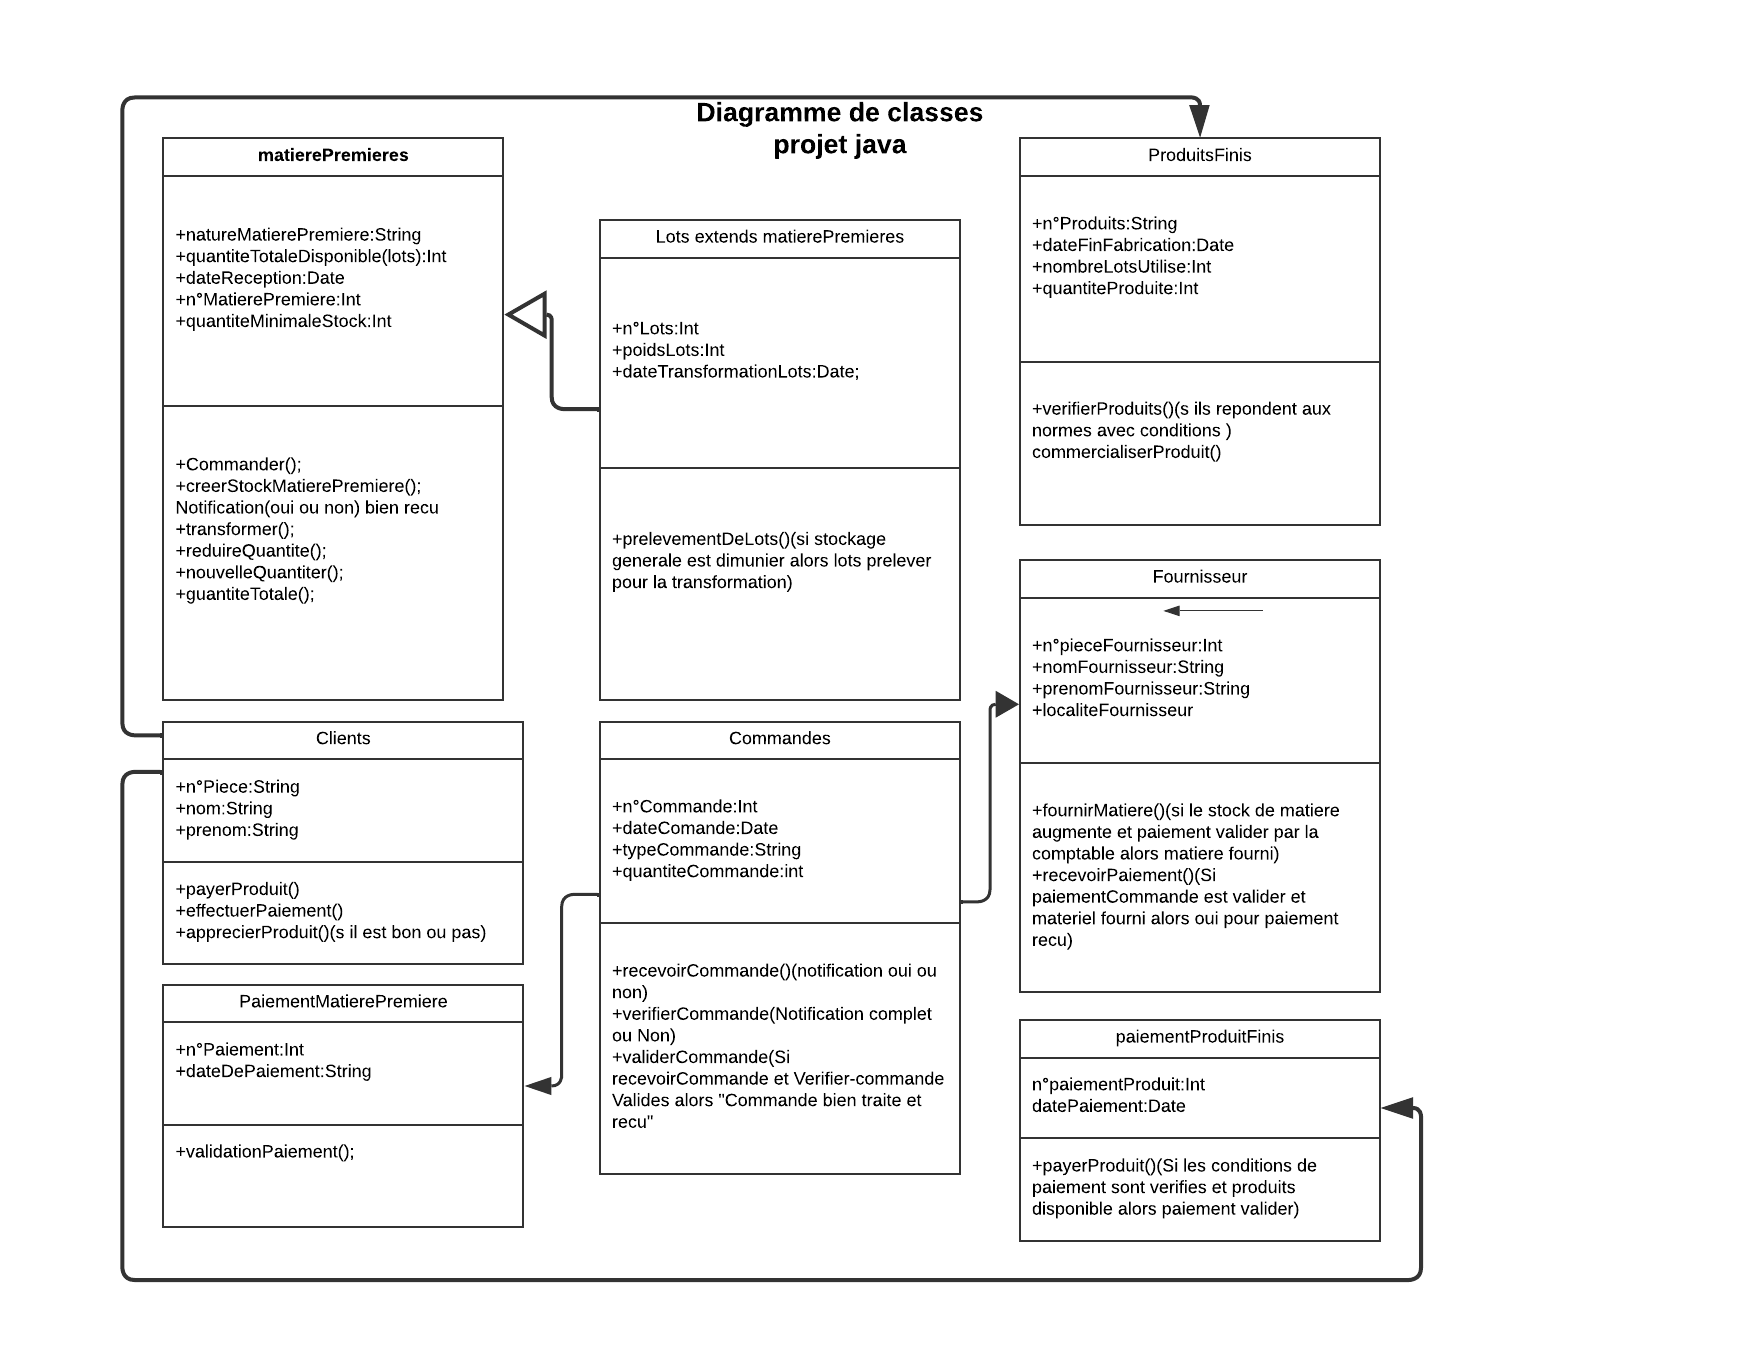 Diagramme de classes
projet java
matierePremieres
+natureMatierePremiere:String
+quantiteTotaleDisponible(lots):Int
+dateReception:Date
+n°MatierePremiere:Int
+quantiteMinimaleStock:Int
+Commander();
+creerStockMatierePremiere();
Notification(oui ou non) bien recu
+transformer();
+reduireQuantite();
+nouvelleQuantiter();
+guantiteTotale();
Lots extends matierePremieres
+n°Lots:Int
+poidsLots:Int
+dateTransformationLots:Date;
+prelevementDeLots()(si stockage
generale est dimunier alors lots prelever
pour la transformation)
ProduitsFinis
+n°Produits:String
+dateFinFabrication:Date
+nombreLotsUtilise:Int
+quantiteProduite:Int
+verifierProduits()(s ils repondent aux
normes avec conditions )
commercialiserProduit()
Fournisseur
+n°pieceFournisseur:Int
+nomFournisseur:String
+prenomFournisseur:String
+localiteFournisseur
+fournirMatiere()(si le stock de matiere
augmente et paiement valider par la
comptable alors matiere fourni)
+recevoirPaiement()(Si
paiementCommande est valider et
materiel fourni alors oui pour paiement
recu)
Clients
+n°Piece:String
+nom:String
+prenom:String
+payerProduit()
+effectuerPaiement()
+apprecierProduit()(s il est bon ou pas)
Commandes
+n°Commande:Int
+dateComande:Date
+typeCommande:String
+quantiteCommande:int
+recevoirCommande()(notification oui ou
non)
+verifierCommande(Notification complet
ou Non)
+validerCommande(Si
recevoirCommande et Verifier-commande
Valides alors "Commande bien traite et
recu"
PaiementMatierePremiere
+n°Paiement:Int
+dateDePaiement:String
+validationPaiement();
paiementProduitFinis
n°paiementProduit:Int
datePaiement:Date
+payerProduit()(Si les conditions de
paiement sont verifies et produits
disponible alors paiement valider)